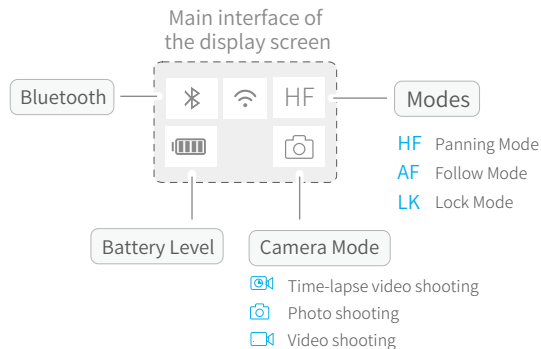 Main interface of
the display screen
Bluetooth
HF
Modes
HF Panning Mode
AF Follow Mode
LK Lock Mode
Battery Level
Camera Mode
Time-lapse video shooting
Photo shooting
Video shooting